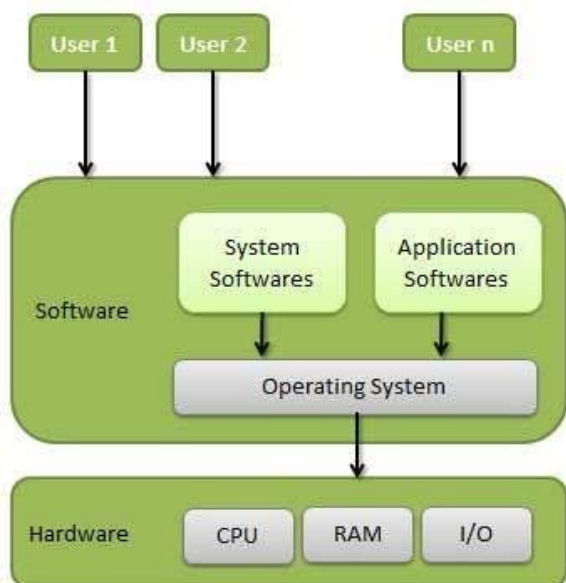 User 1
User 2
User n
System
Softwares
Application
Softwares
Software
Operating System
Hardware
CPU
RAM
I/O